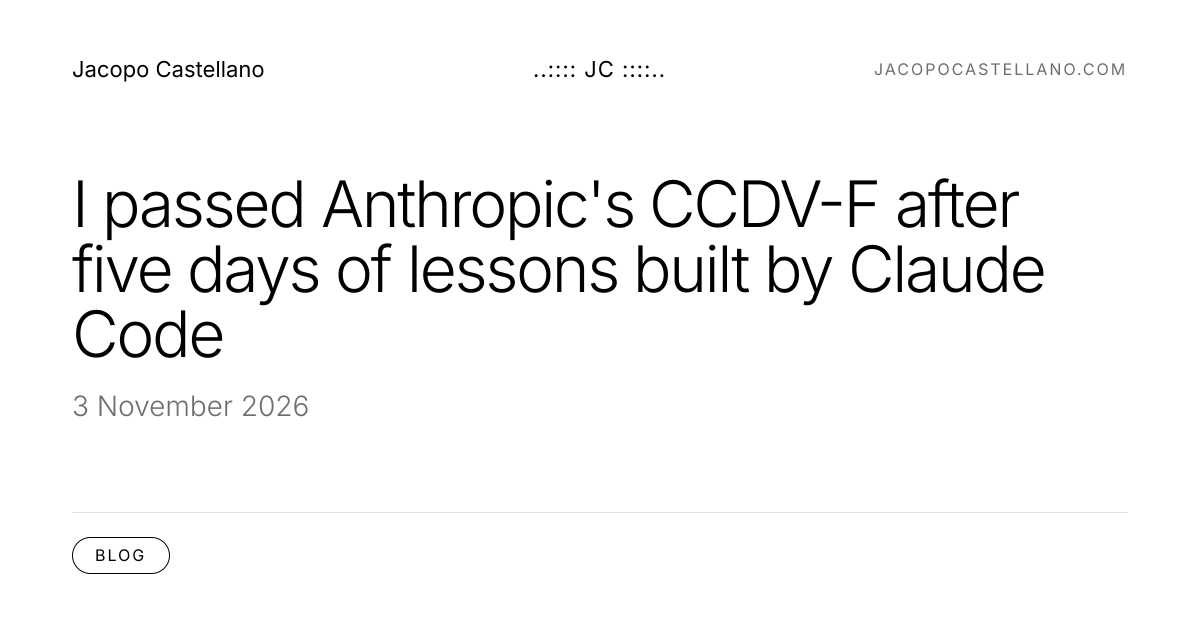 Jacopo Castellano
..:::: JC ::::..
JACOPOCASTELLANO.COM
I passed Anthropic's CCDV-F after
five days of lessons built by Claude
Code
3 November 2026
BLOG